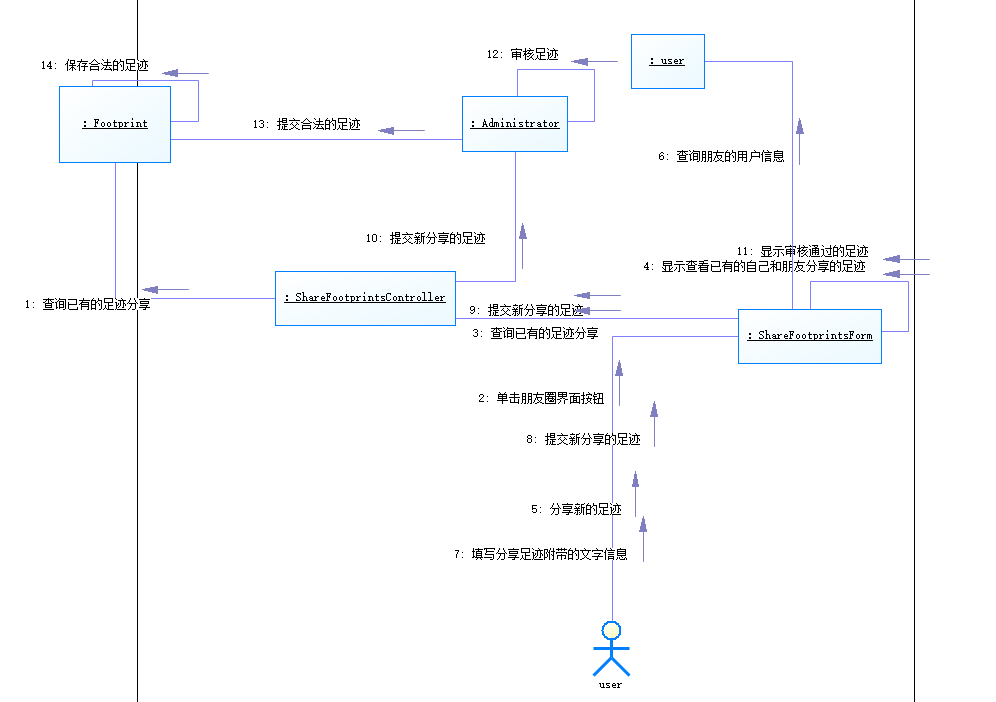 12: 审核足迹
: user
14: 保存合法的足迹
: Footprint
13: 提交合法的足迹
: Administrator
6: 查询朋友的用户信息
10: 提交新分享的足迹
11: 显示审核通过的足迹
4: 显示查看已有的自己和朋友分享的足迹
1: 查询已有的足迹分享
: ShareFootprintsController
9: 提交新分享的足迹
3: 查询已有的足迹分享
: ShareFootprintsForm
2: 单击朋友圈界面按钮
8: 提交新分享的足迹
5: 分享新的足迹
7: 填写分享足迹附带的文字信息
user